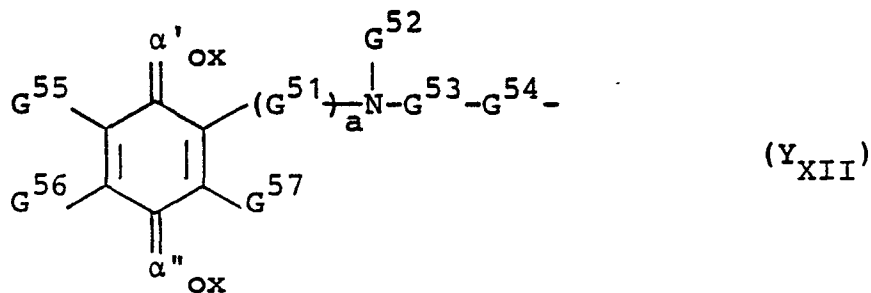 G52
α'ox
G55 (G51)a N-G53-G54-
(YXII)
G56 G57
α"ox